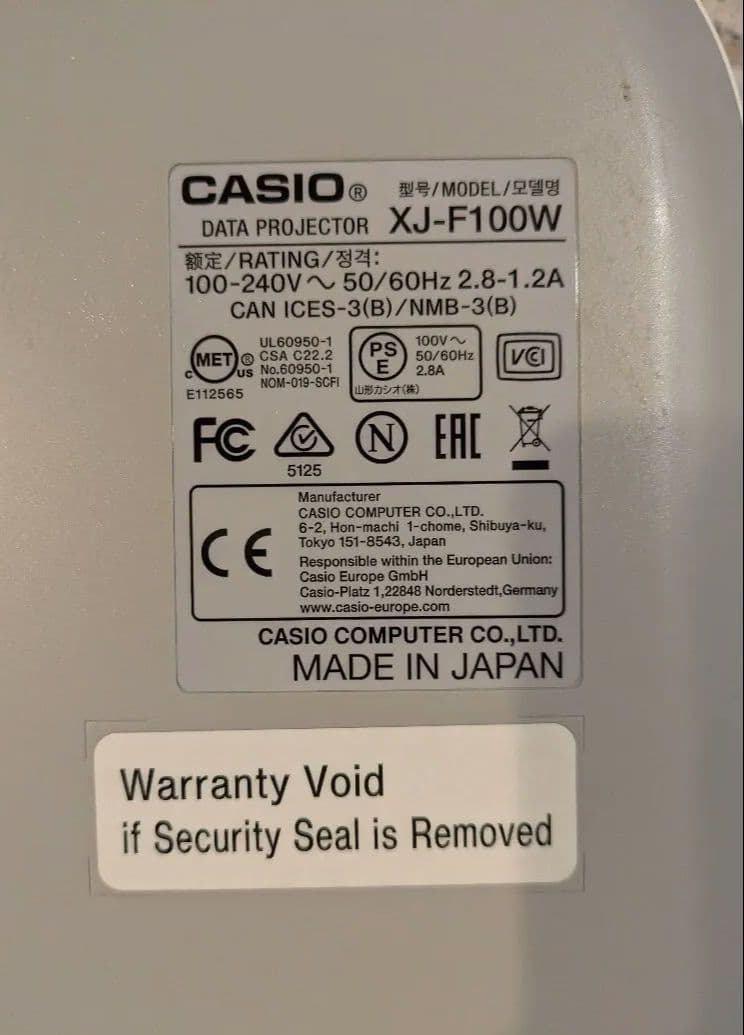 CASIO® 型号/MODEL/모델명
DATA PROJECTOR XJ-F100W
额定/RATING/정격:
100-240V～ 50/60Hz 2.8-1.2A
CAN ICES-3(B)/NMB-3(B)
c MET ® US
E112565
UL60950-1
CSA C22.2
No.60950-1
NOM-019-SCFI
PS
E
100V～
50/60Hz
2.8A
山形カシオ(株)
VCI
FC
5125
N
EAC
CE
Manufacturer
CASIO COMPUTER CO.,LTD.
6-2, Hon-machi 1-chome, Shibuya-ku,
Tokyo 151-8543, Japan
Responsible within the European Union:
Casio Europe GmbH
Casio-Platz 1,22848 Norderstedt,Germany
www.casio-europe.com
CASIO COMPUTER CO.,LTD.
MADE IN JAPAN
Warranty Void
if Security Seal is Removed